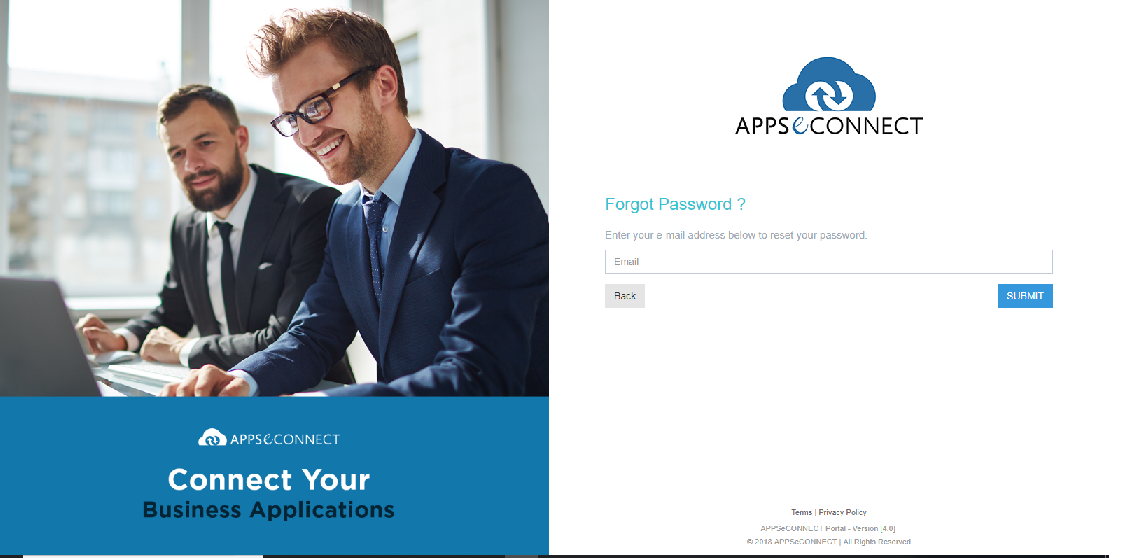 APPSeCONNECT
Forgot Password ?
Enter your e-mail address below to reset your password.
Email
Back
SUBMIT
APPSeCONNECT
Connect Your
Business Applications
Terms | Privacy Policy
APPSeCONNECT Portal - Version [4.0]
© 2018 APPSeCONNECT | All Rights Reserved